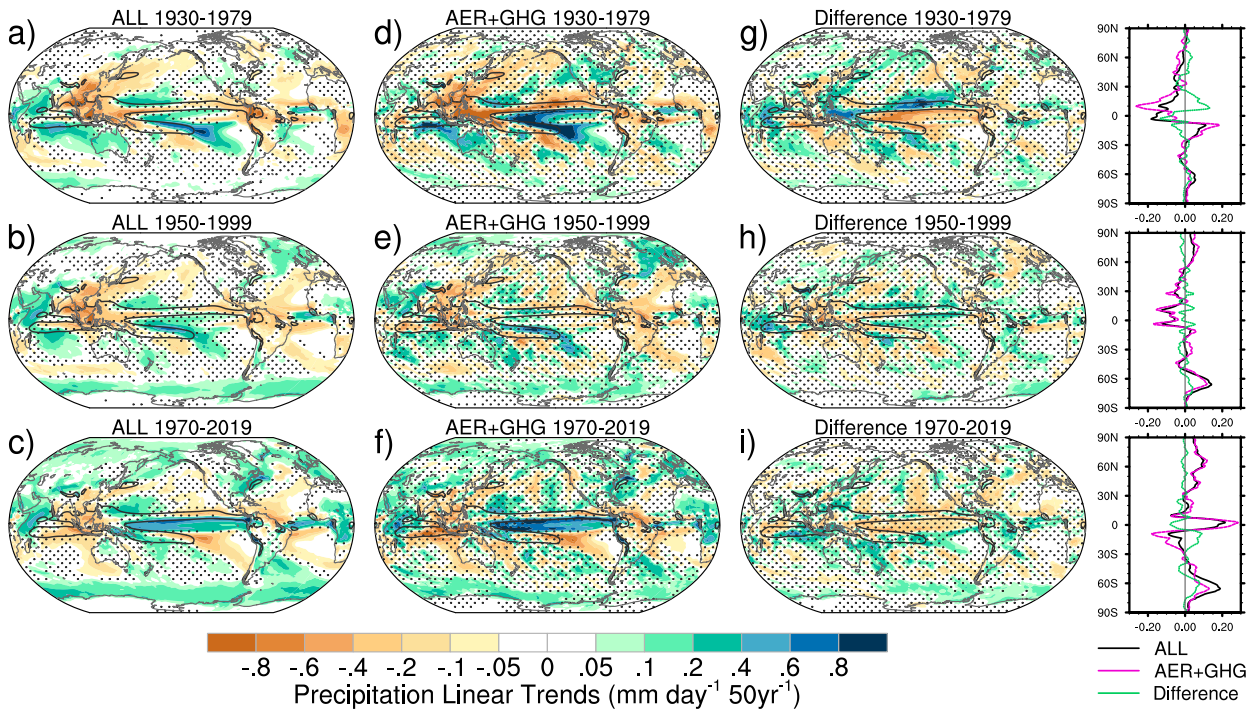 ALL 1930-1979
AER+GHG 1930-1979
Difference 1930-1979
a)
d)
g)
90N
60N
30N
0
30S
60S
90S
-0.20 0.00 0.20
ALL 1950-1999
AER+GHG 1950-1999
Difference 1950-1999
b)
e)
h)
90N
60N
30N
0
30S
60S
90S
-0.20 0.00 0.20
ALL 1970-2019
AER+GHG 1970-2019
Difference 1970-2019
c)
f)
i)
90N
60N
30N
0
30S
60S
90S
-0.20 0.00 0.20
-.8 -.6 -.4 -.2 -.1 -.05 0 .05 .1 .2 .4 .6 .8
Precipitation Linear Trends (mm day⁻¹ 50yr⁻¹)
ALL
AER+GHG
Difference